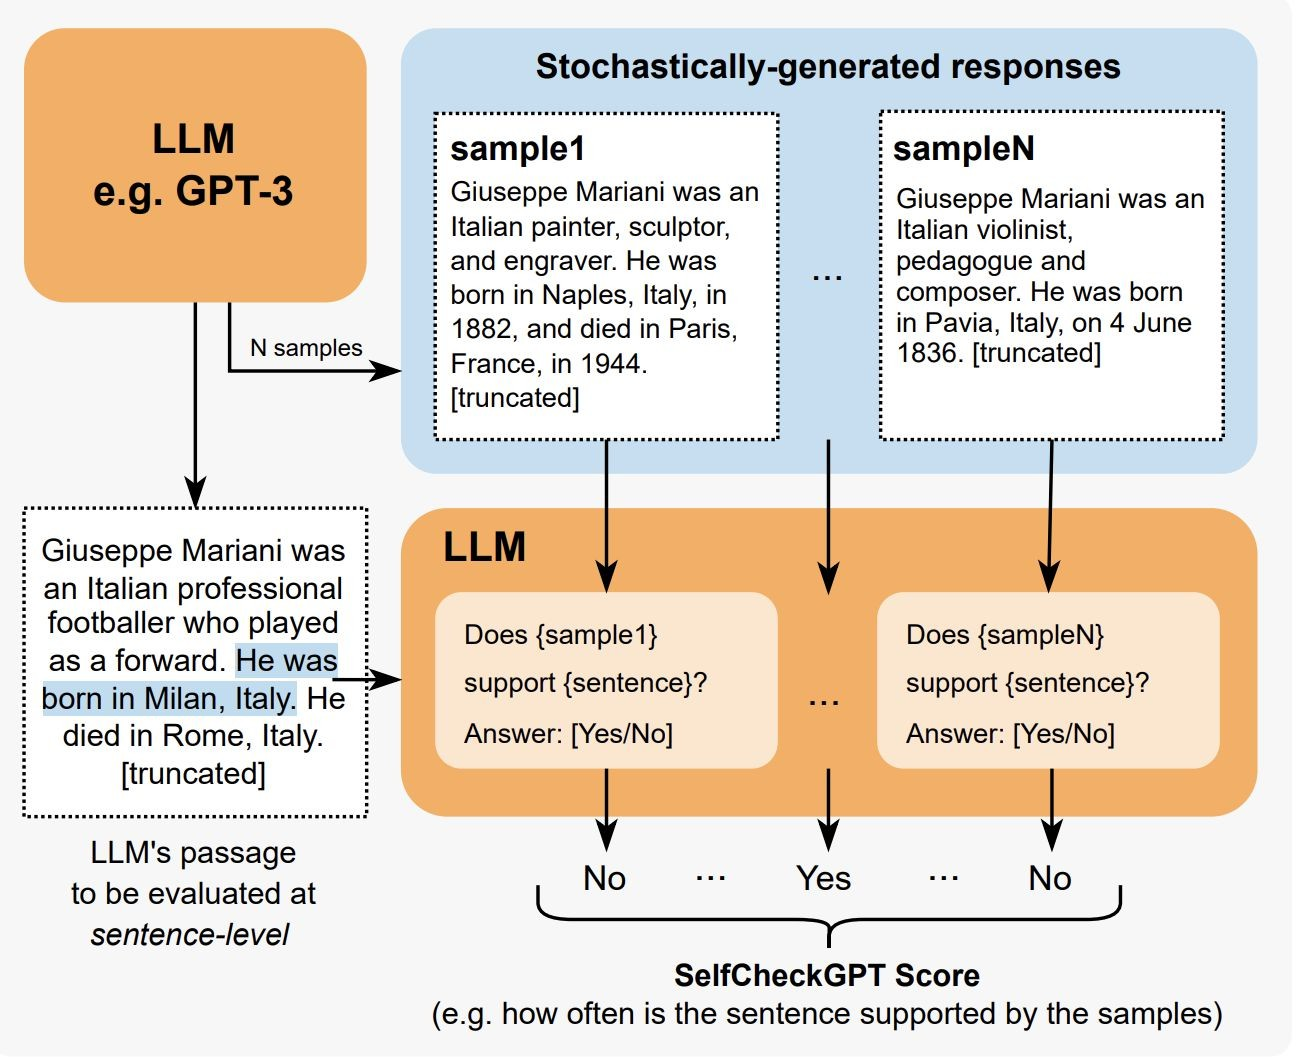 LLM
e.g. GPT-3
Stochastically-generated responses
sample1
Giuseppe Mariani was an
Italian painter, sculptor,
and engraver. He was
born in Naples, Italy, in
1882, and died in Paris,
France, in 1944.
[truncated]
...
sampleN
Giuseppe Mariani was an
Italian violinist,
pedagogue and
composer. He was born
in Pavia, Italy, on 4 June
1836. [truncated]
N samples
Giuseppe Mariani was
an Italian professional
footballer who played
as a forward. He was
born in Milan, Italy. He
died in Rome, Italy.
[truncated]
LLM's passage
to be evaluated at
sentence-level
LLM
Does {sample1}
support {sentence}?
Answer: [Yes/No]
...
Does {sampleN}
support {sentence}?
Answer: [Yes/No]
No ... Yes ... No
SelfCheckGPT Score
(e.g. how often is the sentence supported by the samples)